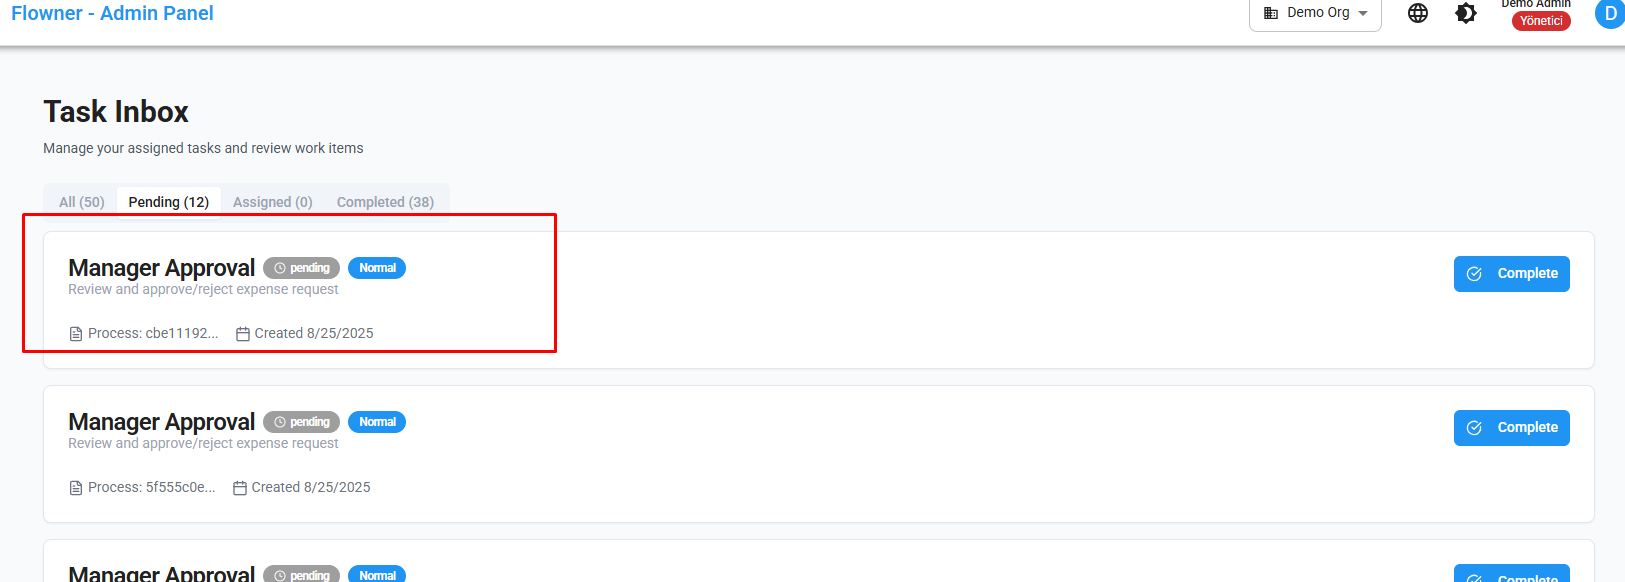 Flowner - Admin Panel
Demo Org
Demo Admin
Yönetici
D
Task Inbox
Manage your assigned tasks and review work items
All (50) Pending (12) Assigned (0) Completed (38)
Manager Approval pending Normal
Complete
Review and approve/reject expense request
Process: cbe11192... Created 8/25/2025
Manager Approval pending Normal
Complete
Review and approve/reject expense request
Process: 5f555c0e... Created 8/25/2025
Manager Approval pending Normal
Complete